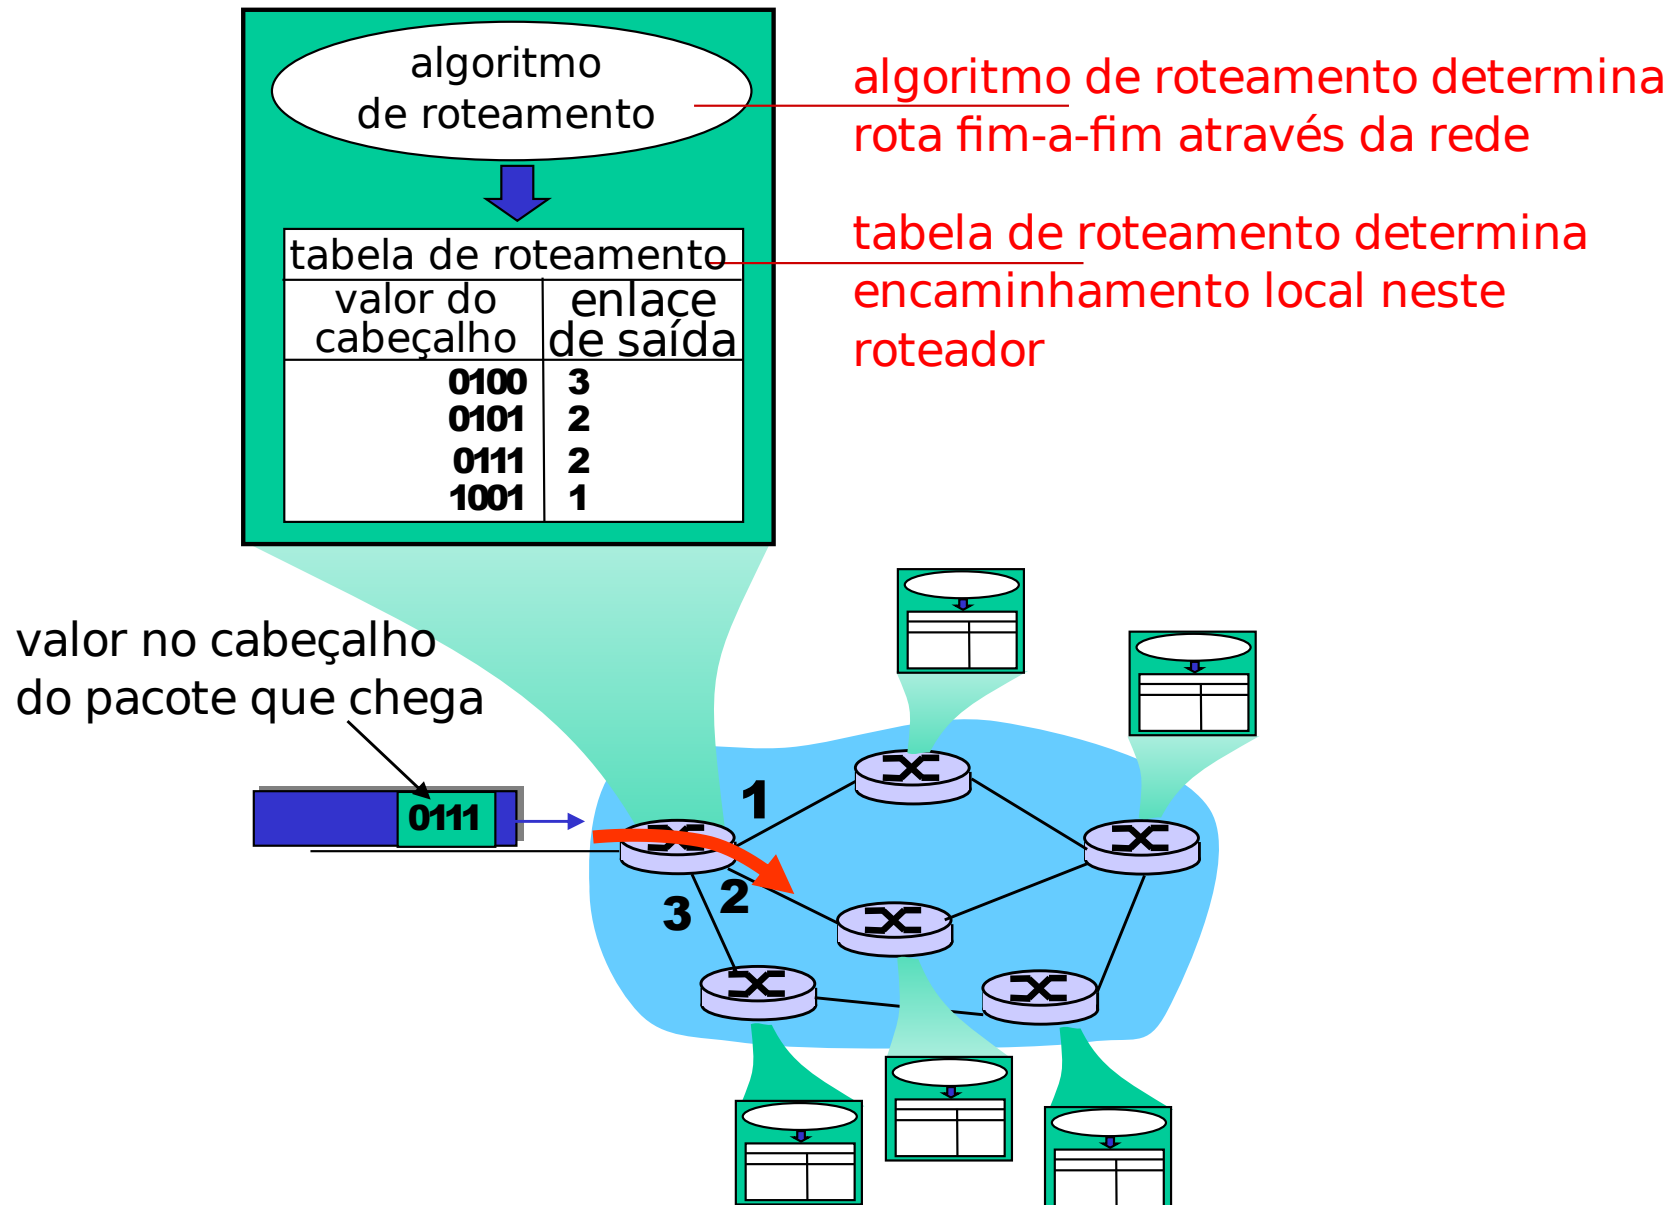 algoritmo
de roteamento
algoritmo de roteamento determina
rota fim-a-fim através da rede
tabela de roteamento determina
encaminhamento local neste
roteador
tabela de roteamento
valor do
cabeçalho
enlace
de saída
0100 3
0101 2
0111 2
1001 1
valor no cabeçalho
do pacote que chega
0111
1
2
3